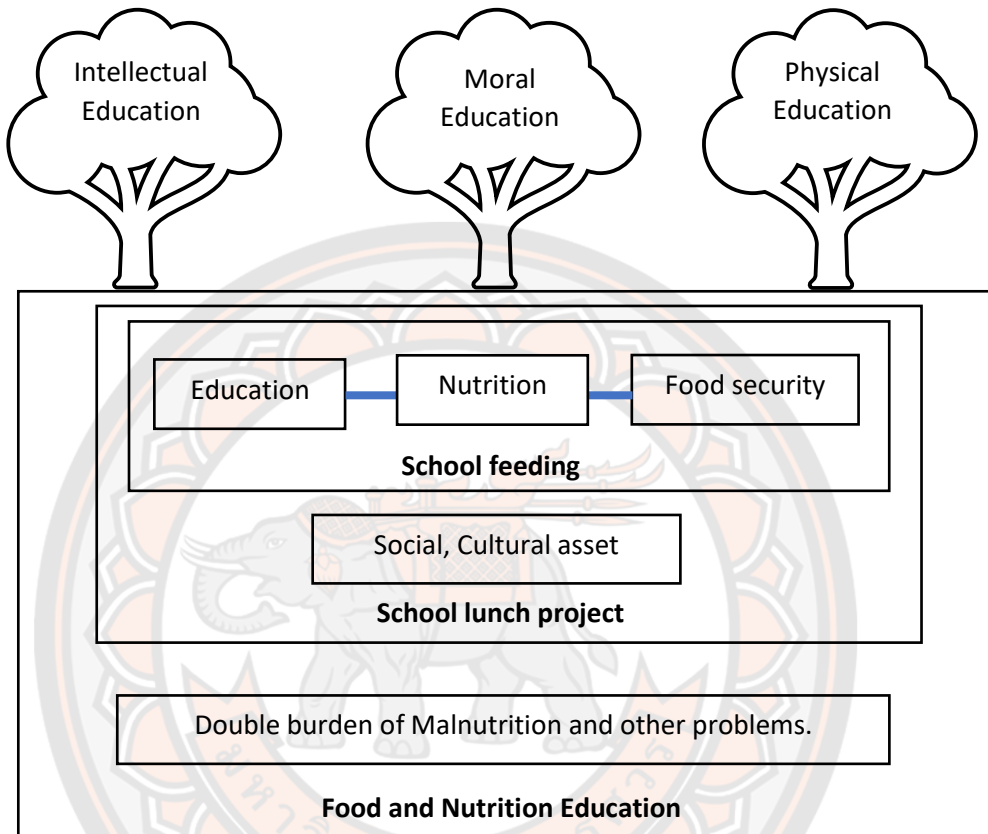 Intellectual
Education
Moral
Education
Physical
Education
Education
Nutrition
Food security
School feeding
Social, Cultural asset
School lunch project
Double burden of Malnutrition and other problems.
Food and Nutrition Education